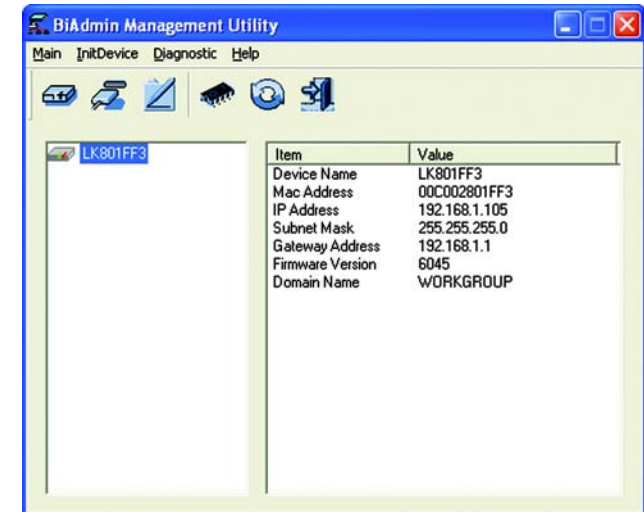 BiAdmin Management Utility
Main InitDevice Diagnostic Help
LK801FF3
Item Value
Device Name LK801FF3
Mac Address 00C002801FF3
IP Address 192.168.1.105
Subnet Mask 255.255.255.0
Gateway Address 192.168.1.1
Firmware Version 6045
Domain Name WORKGROUP